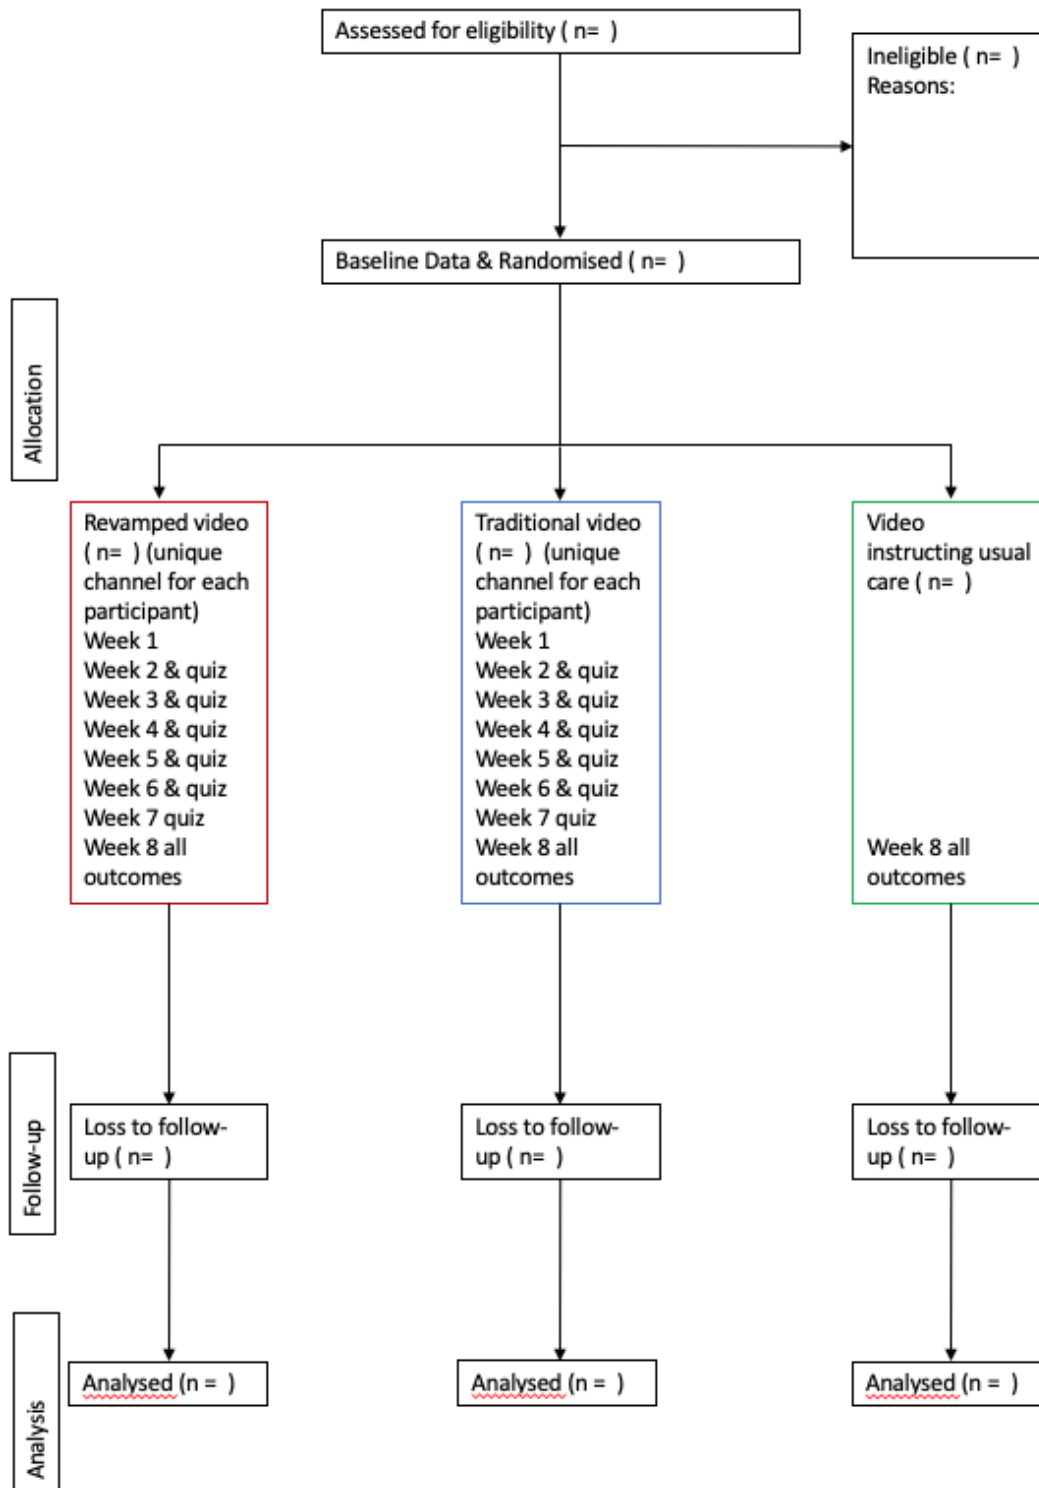 Assessed for eligibility ( n=  )
Ineligible ( n=  )
Reasons:
Baseline Data & Randomised ( n=  )
Allocation
Revamped video
( n=  ) (unique
channel for each
participant)
Week 1
Week 2 & quiz
Week 3 & quiz
Week 4 & quiz
Week 5 & quiz
Week 6 & quiz
Week 7 quiz
Week 8 all
outcomes
Traditional video
( n=  )  (unique
channel for each
participant)
Week 1
Week 2 & quiz
Week 3 & quiz
Week 4 & quiz
Week 5 & quiz
Week 6 & quiz
Week 7 quiz
Week 8 all
outcomes
Video
instructing usual
care ( n=  )
Week 8 all
outcomes
Follow-up
Loss to follow-
up ( n=  )
Loss to follow-
up ( n=  )
Loss to follow-
up ( n=  )
Analysis
Analysed (n =  )
Analysed (n =  )
Analysed (n =  )